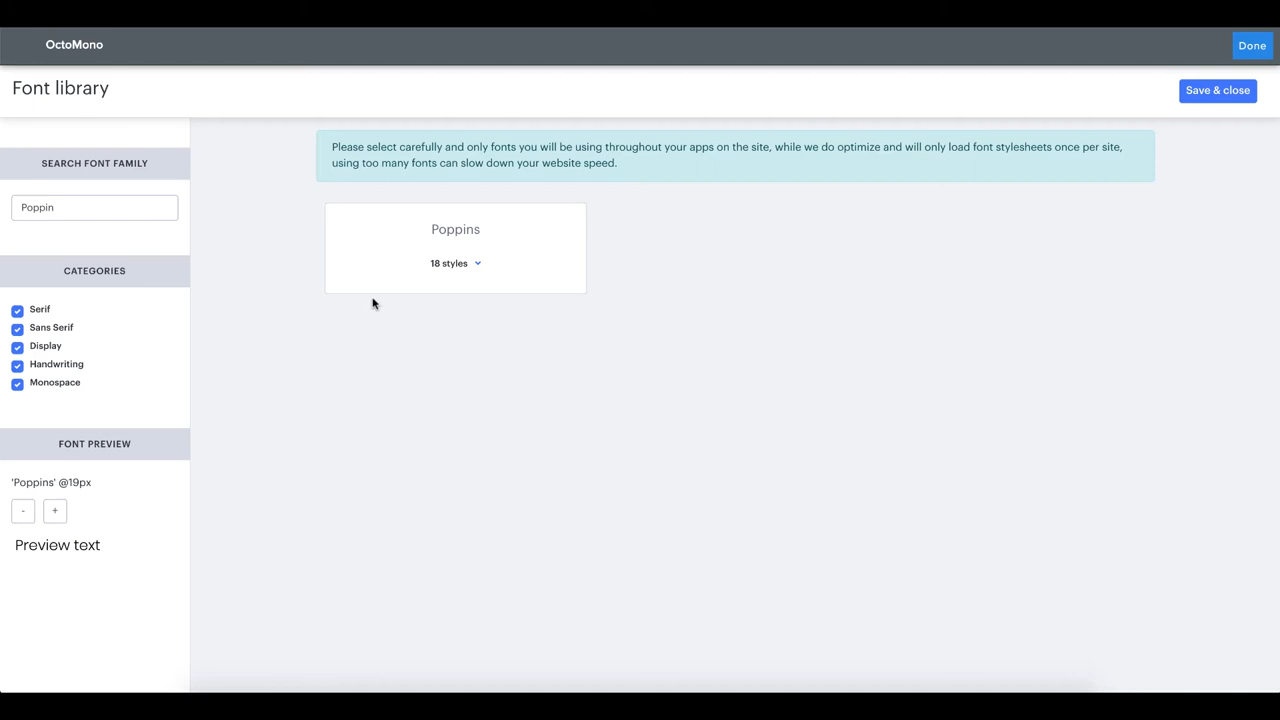 OctoMono
Done
Font library
Save & close
SEARCH FONT FAMILY
Poppin
CATEGORIES
Serif
Sans Serif
Display
Handwriting
Monospace
FONT PREVIEW
'Poppins' @19px
- +
Preview text
Please select carefully and only fonts you will be using throughout your apps on the site, while we do optimize and will only load font stylesheets once per site,
using too many fonts can slow down your website speed.
Poppins
18 styles